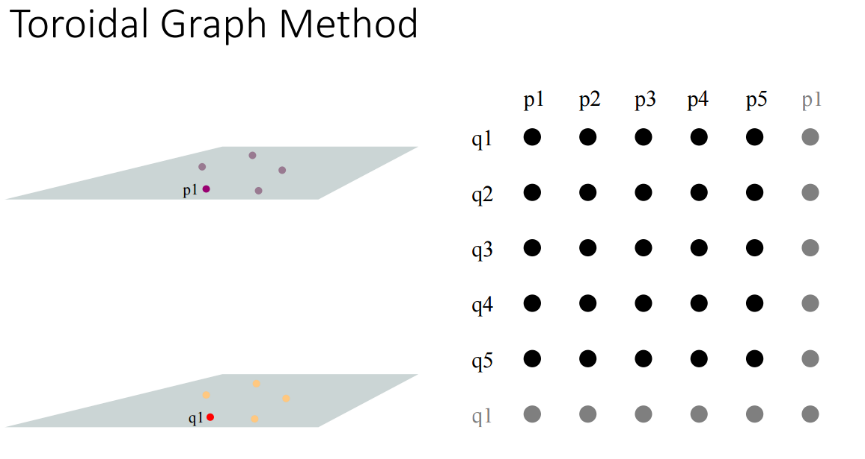 Toroidal Graph Method
p1 p2 p3 p4 p5 p1
q1
q2
p1
q3
q4
q5
q1
q1